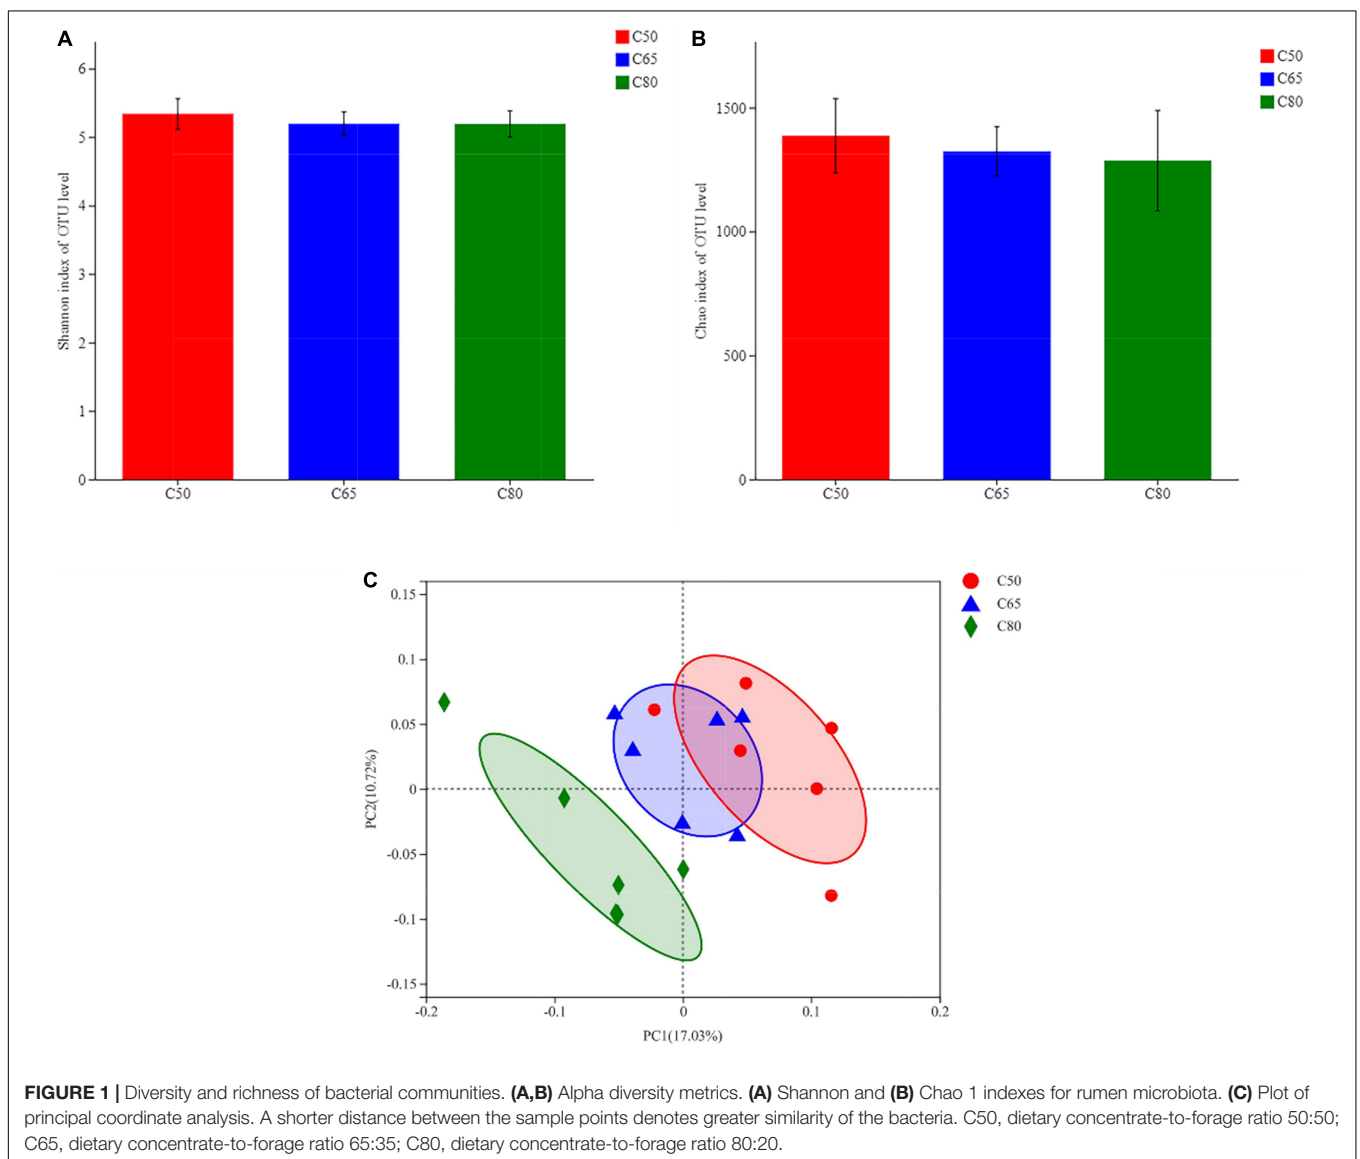 A
C50
C65
C80
6
5
4
3
2
1
0
Shannon index of OTU level
C50 C65 C80
B
C50
C65
C80
1500
1000
500
0
Chao index of OTU level
C50 C65 C80
C
C50
C65
C80
0.15
0.1
0.05
0
-0.05
-0.1
-0.15
PC2(10.72%)
-0.2 -0.1 0 0.1 0.2
PC1(17.03%)
FIGURE 1 | Diversity and richness of bacterial communities. (A,B) Alpha diversity metrics. (A) Shannon and (B) Chao 1 indexes for rumen microbiota. (C) Plot of
principal coordinate analysis. A shorter distance between the sample points denotes greater similarity of the bacteria. C50, dietary concentrate-to-forage ratio 50:50;
C65, dietary concentrate-to-forage ratio 65:35; C80, dietary concentrate-to-forage ratio 80:20.